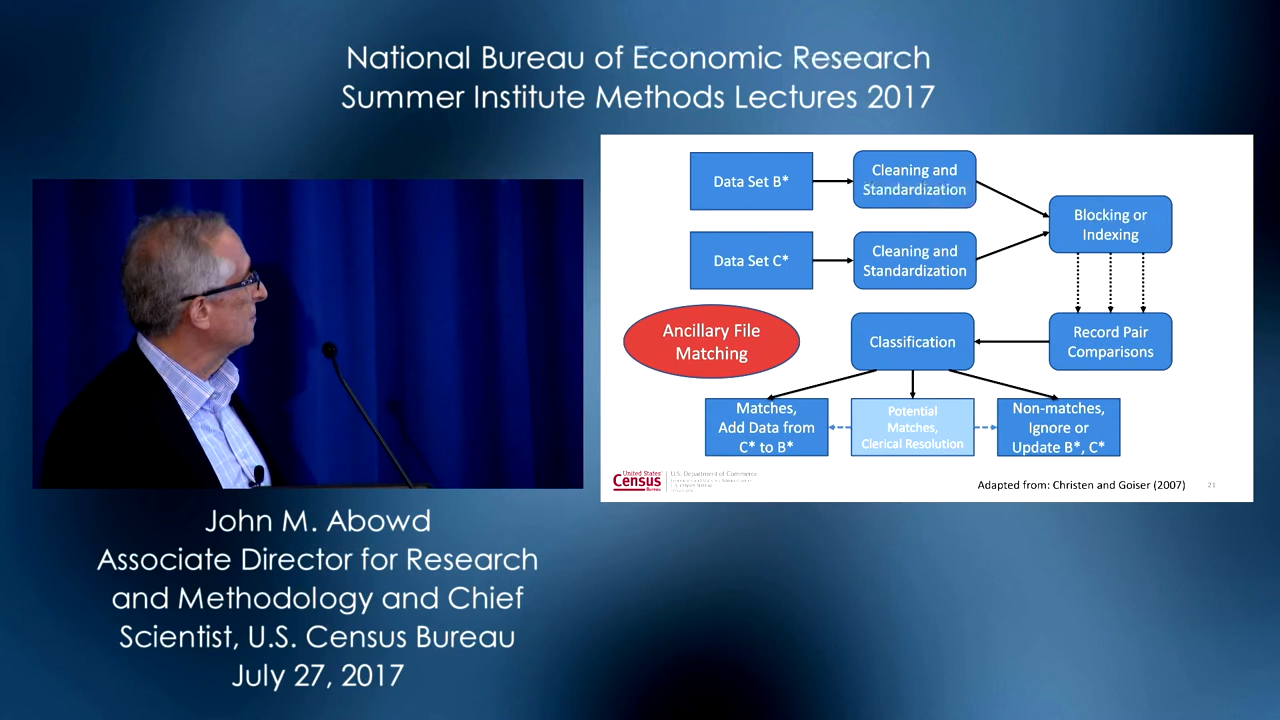 National Bureau of Economic Research
Summer Institute Methods Lectures 2017
Data Set B*
Cleaning and
Standardization
Blocking or
Indexing
Data Set C*
Cleaning and
Standardization
Ancillary File
Matching
Classification
Record Pair
Comparisons
Matches,
Add Data from
C* to B*
Potential
Matches,
Clerical Resolution
Non-matches,
Ignore or
Update B*, C*
United States
Census
Bureau
U.S. Department of Commerce
Adapted from: Christen and Goiser (2007)
21
John M. Abowd
Associate Director for Research
and Methodology and Chief
Scientist, U.S. Census Bureau
July 27, 2017